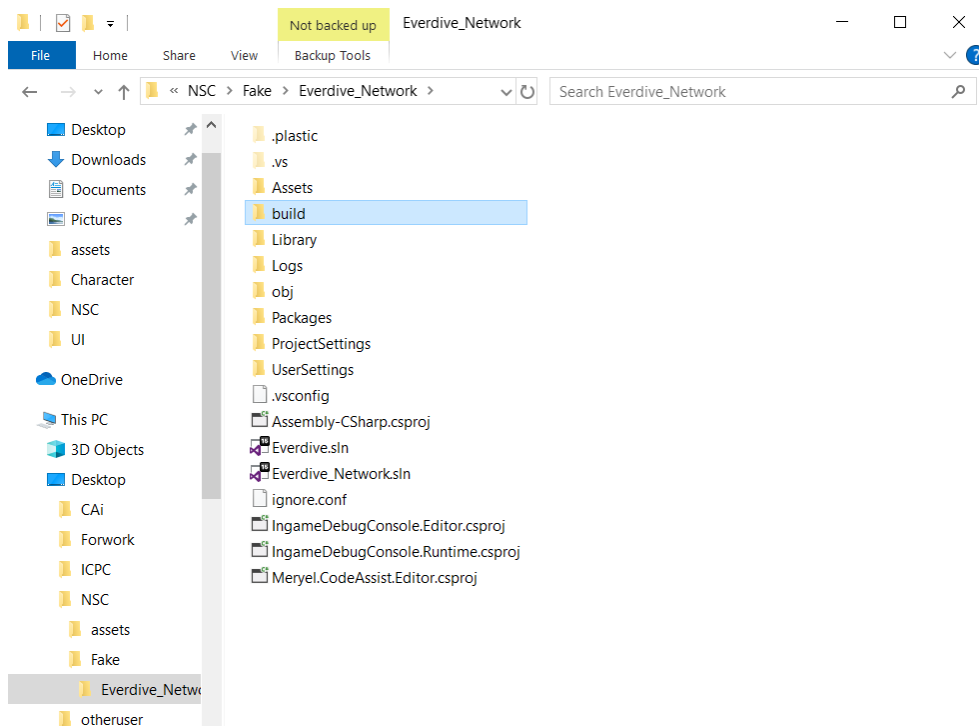 Not backed up Everdive_Network
File Home Share View Backup Tools ?
« NSC > Fake > Everdive_Network > Search Everdive_Network
Desktop
Downloads
Documents
Pictures
assets
Character
NSC
UI
OneDrive
This PC
3D Objects
Desktop
CAi
Forwork
ICPC
NSC
assets
Fake
Everdive_Netwo
otheruser
.plastic
.vs
Assets
build
Library
Logs
obj
Packages
ProjectSettings
UserSettings
.vsconfig
Assembly-CSharp.csproj
Everdive.sln
Everdive_Network.sln
ignore.conf
IngameDebugConsole.Editor.csproj
IngameDebugConsole.Runtime.csproj
Meryel.CodeAssist.Editor.csproj